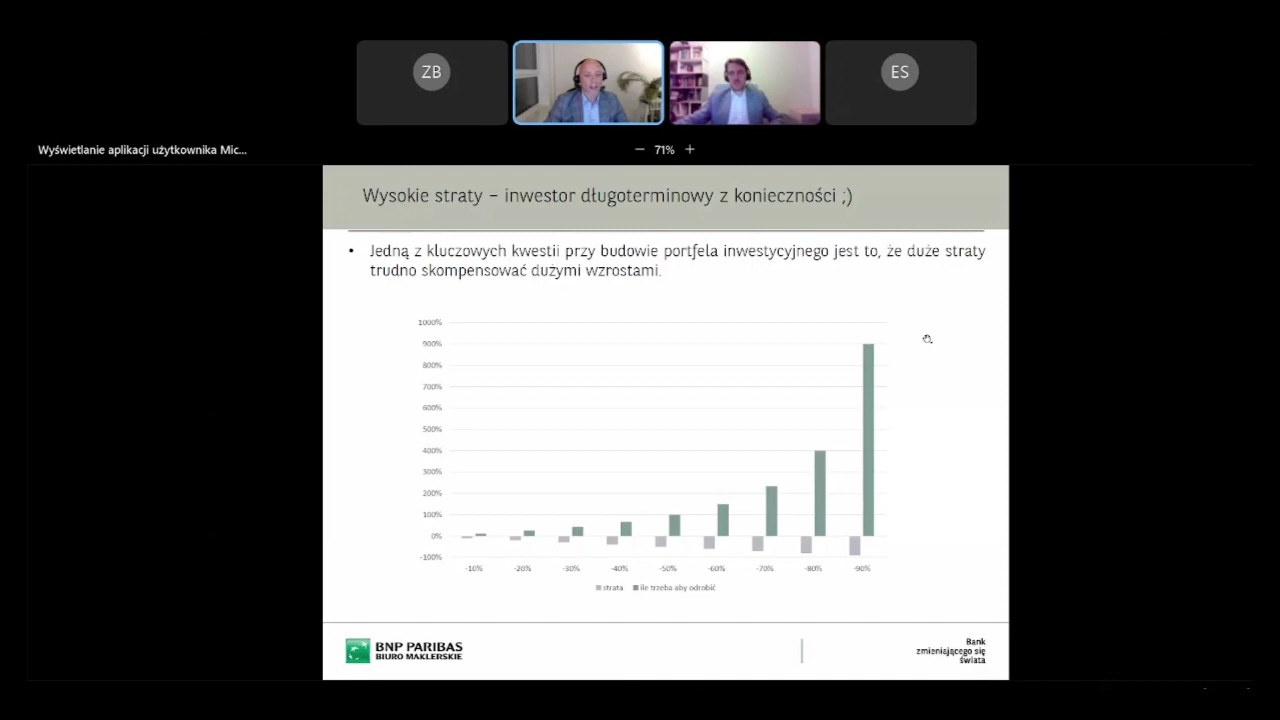 ZB
ES
Wyświetlanie aplikacji użytkownika Mic...
71%
Wysokie straty – inwestor długoterminowy z konieczności ;)
• Jedną z kluczowych kwestii przy budowie portfela inwestycyjnego jest to, że duże straty
trudno skompensować dużymi wzrostami.
1000%
900%
800%
700%
600%
500%
400%
300%
200%
100%
0%
-100%
-10% -20% -30% -40% -50% -60% -70% -80% -90%
strata ile trzeba aby odrobić
BNP PARIBAS
BIURO MAKLERSKIE
Bank
zmieniającego się
świata